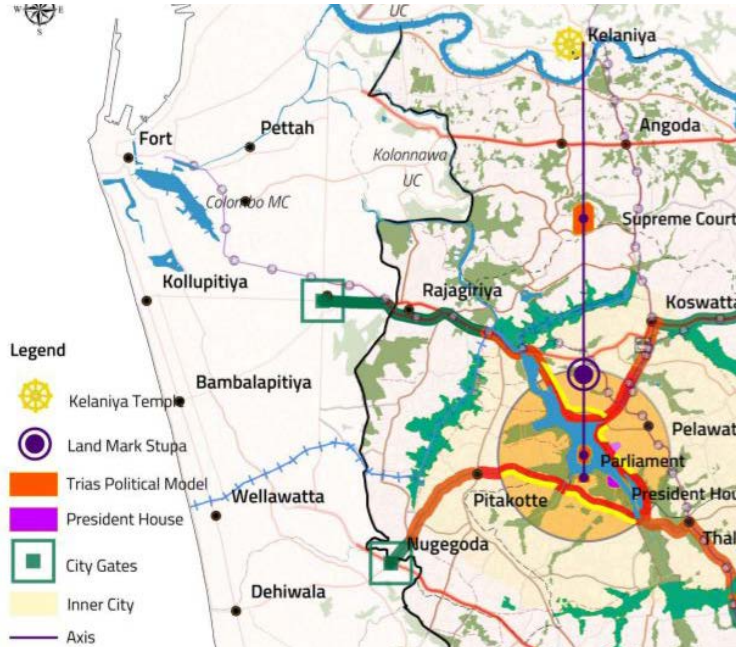 W
E
S
UC
Kelaniya
Fort
Pettah
Angoda
Kolonnawa
UC
Colombo MC
Supreme Court
Kollupitiya
Rajagiriya
Koswatta
Legend
Bambalapitiya
Kelaniya Temple
Land Mark Stupa
Pelawat
Parliament
Trias Political Model
Wellawatta
Pitakotte
President Hou
President House
Thal
Nugegoda
City Gates
Inner City
Dehiwala
Axis